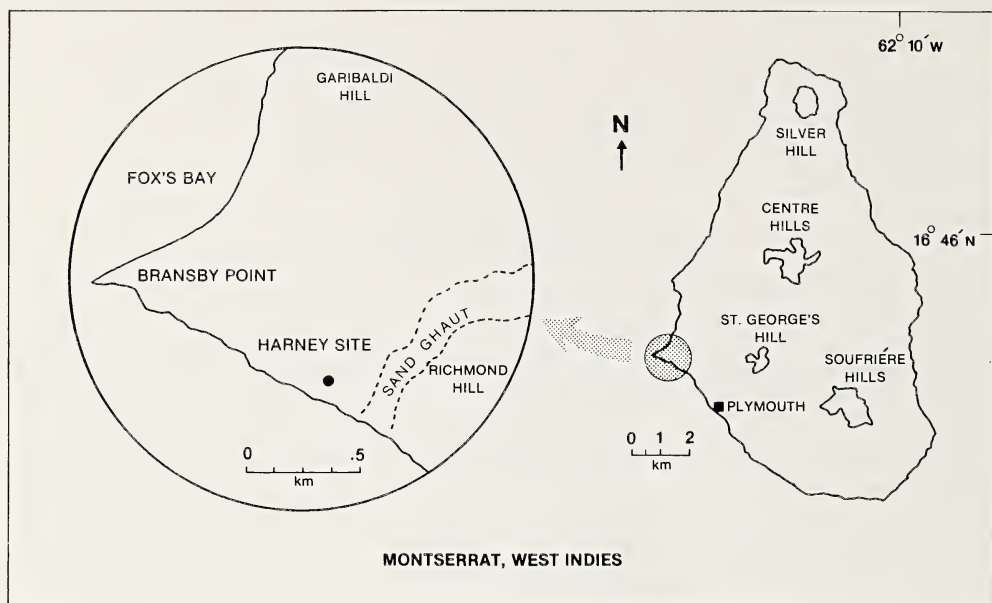 GARIBALDI
HILL
FOX'S BAY
BRANSBY POINT
HARNEY SITE
SAND GHAUT
RICHMOND
HILL
0 .5
km
N
62° 10´ W
SILVER
HILL
CENTRE
HILLS
16° 46´ N
ST. GEORGE'S
HILL
SOUFRIÉRE
HILLS
PLYMOUTH
0 1 2
km
MONTSERRAT, WEST INDIES